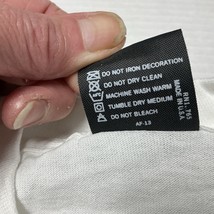 DO NOT IRON DECORATION
DO NOT DRY CLEAN
MACHINE WASH WARM
TUMBLE DRY MEDIUM
DO NOT BLEACH
AF-13
MADE IN U.S.A.